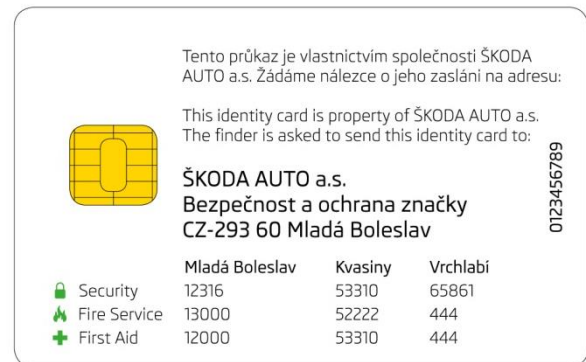 Tento průkaz je vlastnictvím společnosti ŠKODA
AUTO a.s. Žádáme nálezce o jeho zaslání na adresu:
This identity card is property of ŠKODA AUTO a.s.
The finder is asked to send this identity card to:
ŠKODA AUTO a.s.
Bezpečnost a ochrana značky
CZ-293 60 Mladá Boleslav
0123456789
Mladá Boleslav Kvasiny Vrchlabí
Security 12316 53310 65861
Fire Service 13000 52222 444
First Aid 12000 53310 444